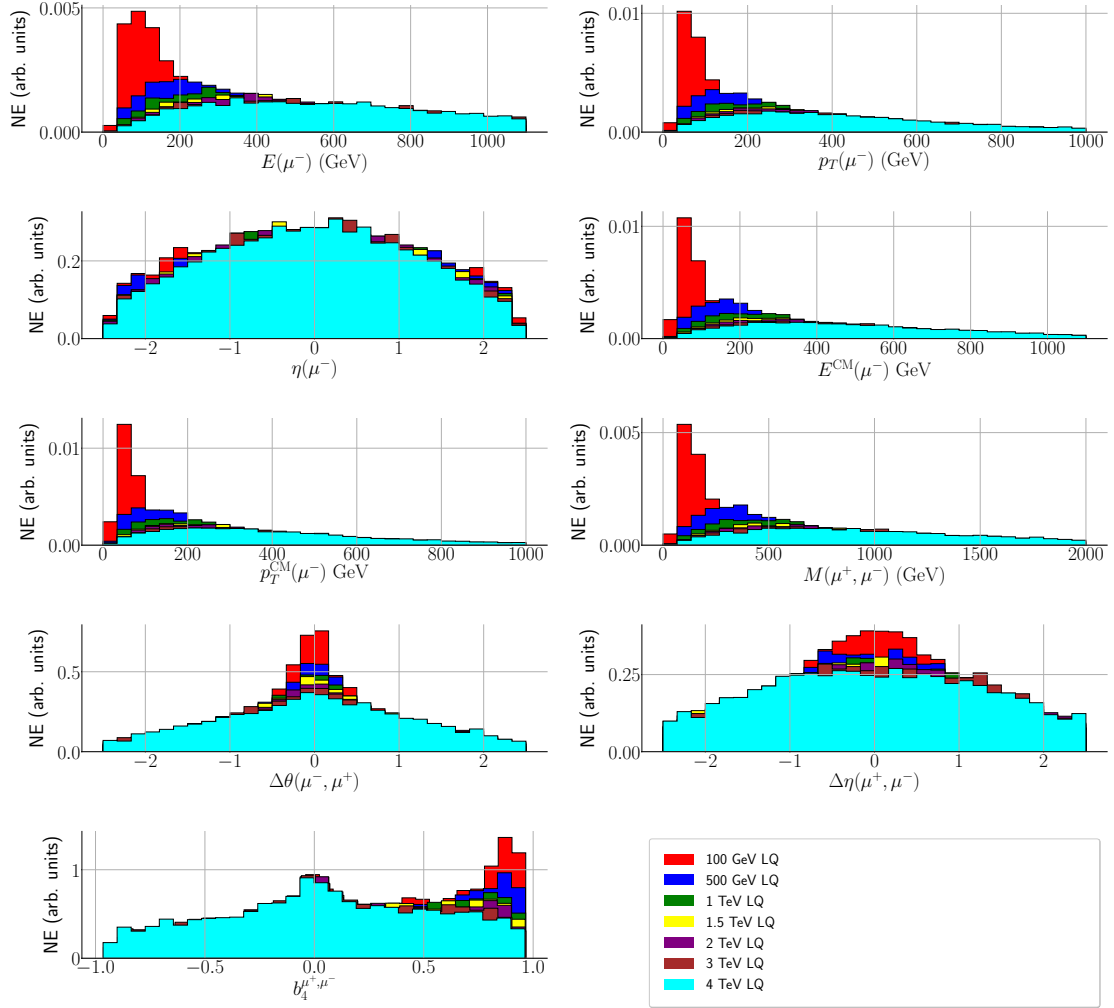 NE (arb. units)
0.005
0.000
0 200 400 600 800 1000
E(μ⁻) (GeV)
NE (arb. units)
0.01
0.00
0 200 400 600 800 1000
p_T(μ⁻) (GeV)
NE (arb. units)
0.2
0.0
−2 −1 0 1 2
η(μ⁻)
NE (arb. units)
0.01
0.00
0 200 400 600 800 1000
E^CM(μ⁻) GeV
NE (arb. units)
0.01
0.00
0 200 400 600 800 1000
p_T^CM(μ⁻) GeV
NE (arb. units)
0.005
0.000
0 500 1000 1500 2000
M(μ⁺, μ⁻) (GeV)
NE (arb. units)
0.5
0.0
−2 −1 0 1 2
Δθ(μ⁻, μ⁺)
NE (arb. units)
0.25
0.00
−2 −1 0 1 2
Δη(μ⁺, μ⁻)
NE (arb. units)
1
0
−1.0 −0.5 0.0 0.5 1.0
b_4^{μ⁺,μ⁻}
100 GeV LQ
500 GeV LQ
1 TeV LQ
1.5 TeV LQ
2 TeV LQ
3 TeV LQ
4 TeV LQ